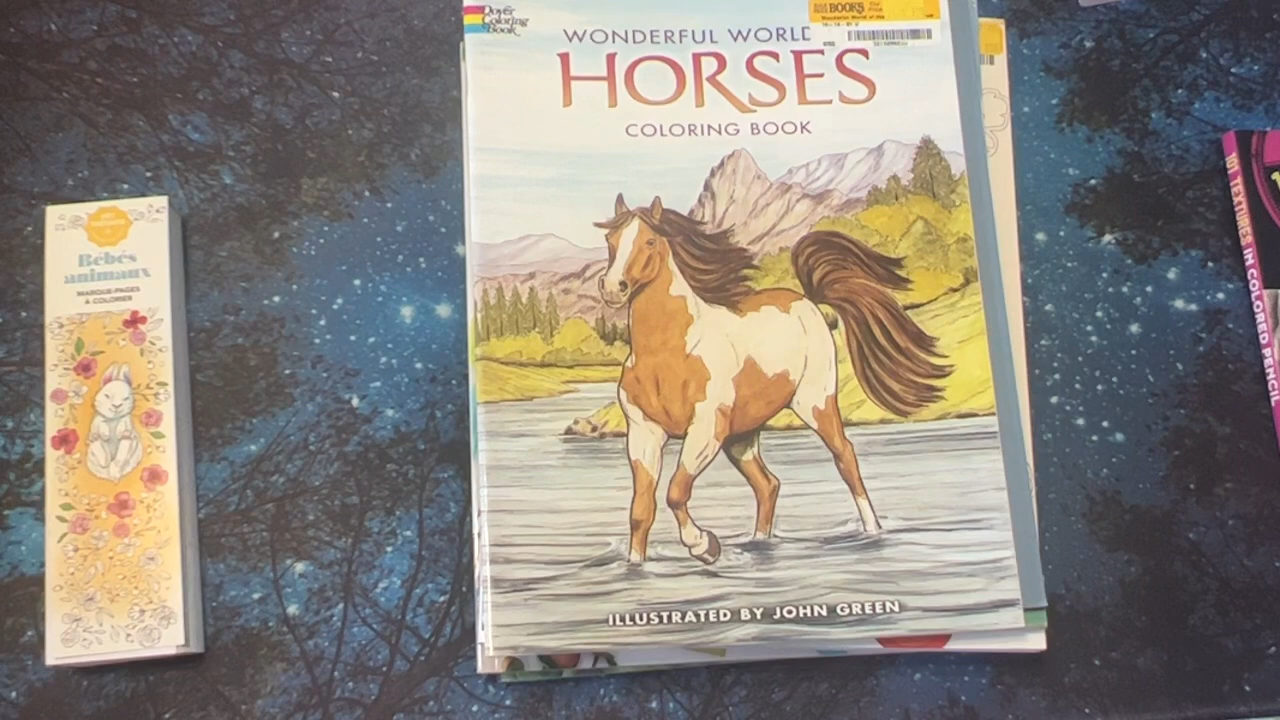 Dover
Coloring
Book
WONDERFUL WORLD
HORSES
COLORING BOOK
ILLUSTRATED BY JOHN GREEN
BOOKS
Bébés
animaux
MARQUE-PAGES
À COLORIER
101 TEXTURES IN COLORED PENCIL